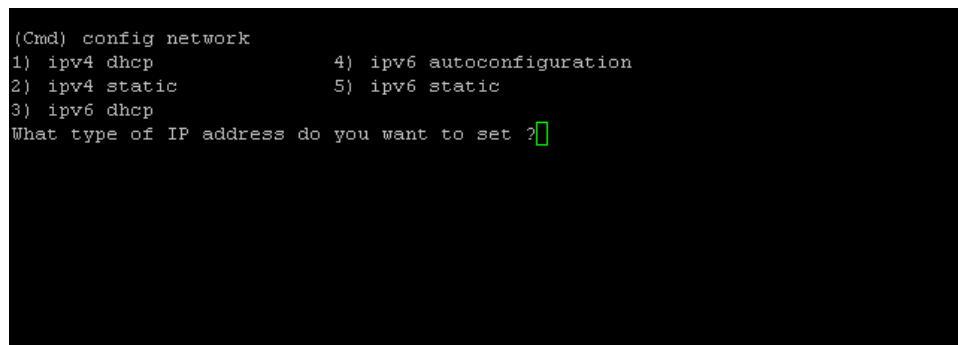 (Cmd) config network
1) ipv4 dhcp                 4) ipv6 autoconfiguration
2) ipv4 static               5) ipv6 static
3) ipv6 dhcp
What type of IP address do you want to set ?